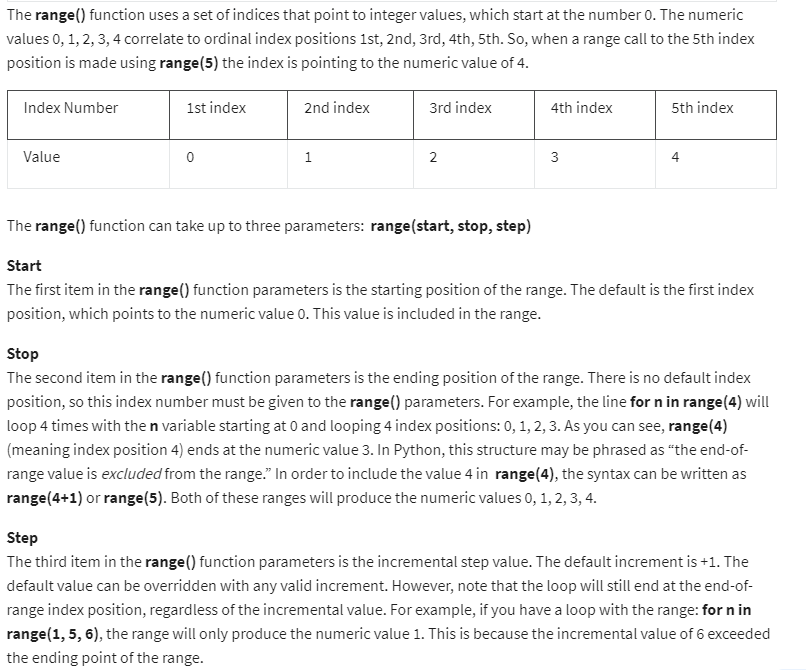 The range() function uses a set of indices that point to integer values, which start at the number 0. The numeric
values 0, 1, 2, 3, 4 correlate to ordinal index positions 1st, 2nd, 3rd, 4th, 5th. So, when a range call to the 5th index
position is made using range(5) the index is pointing to the numeric value of 4.
Index Number 1st index 2nd index 3rd index 4th index 5th index
Value 0 1 2 3 4
The range() function can take up to three parameters: range(start, stop, step)
Start
The first item in the range() function parameters is the starting position of the range. The default is the first index
position, which points to the numeric value 0. This value is included in the range.
Stop
The second item in the range() function parameters is the ending position of the range. There is no default index
position, so this index number must be given to the range() parameters. For example, the line for n in range(4) will
loop 4 times with the n variable starting at 0 and looping 4 index positions: 0, 1, 2, 3. As you can see, range(4)
(meaning index position 4) ends at the numeric value 3. In Python, this structure may be phrased as “the end-of-
range value is excluded from the range.” In order to include the value 4 in range(4), the syntax can be written as
range(4+1) or range(5). Both of these ranges will produce the numeric values 0, 1, 2, 3, 4.
Step
The third item in the range() function parameters is the incremental step value. The default increment is +1. The
default value can be overridden with any valid increment. However, note that the loop will still end at the end-of-
range index position, regardless of the incremental value. For example, if you have a loop with the range: for n in
range(1, 5, 6), the range will only produce the numeric value 1. This is because the incremental value of 6 exceeded
the ending point of the range.